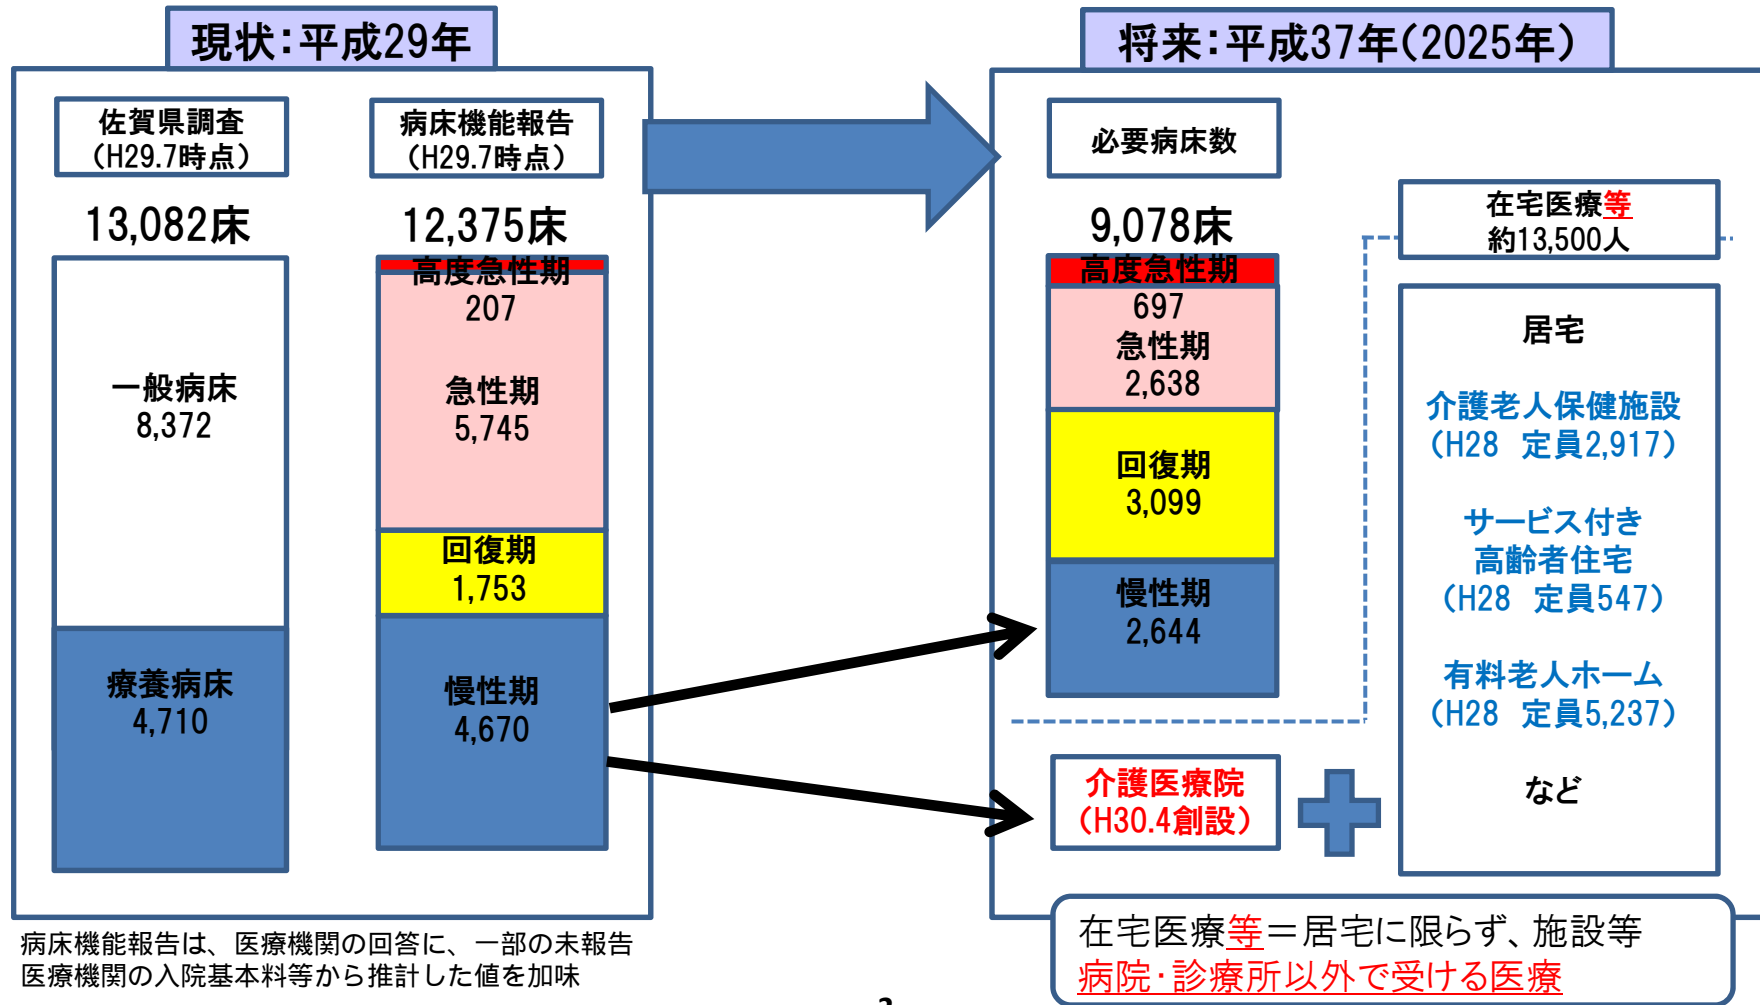 現状：平成29年
佐賀県調査
（H29.7時点）
13,082床
一般病床
8,372
療養病床
4,710
病床機能報告
（H29.7時点）
12,375床
高度急性期
207
急性期
5,745
回復期
1,753
慢性期
4,670
病床機能報告は、医療機関の回答に、一部の未報告
医療機関の入院基本料等から推計した値を加味
将来：平成37年（2025年）
必要病床数
9,078床
高度急性期
697
急性期
2,638
回復期
3,099
慢性期
2,644
介護医療院
（H30.4創設）
在宅医療等
約13,500人
居宅
介護老人保健施設
（H28 定員2,917）
サービス付き
高齢者住宅
（H28 定員547）
有料老人ホーム
（H28 定員5,237）
など
在宅医療等＝居宅に限らず、施設等
病院・診療所以外で受ける医療